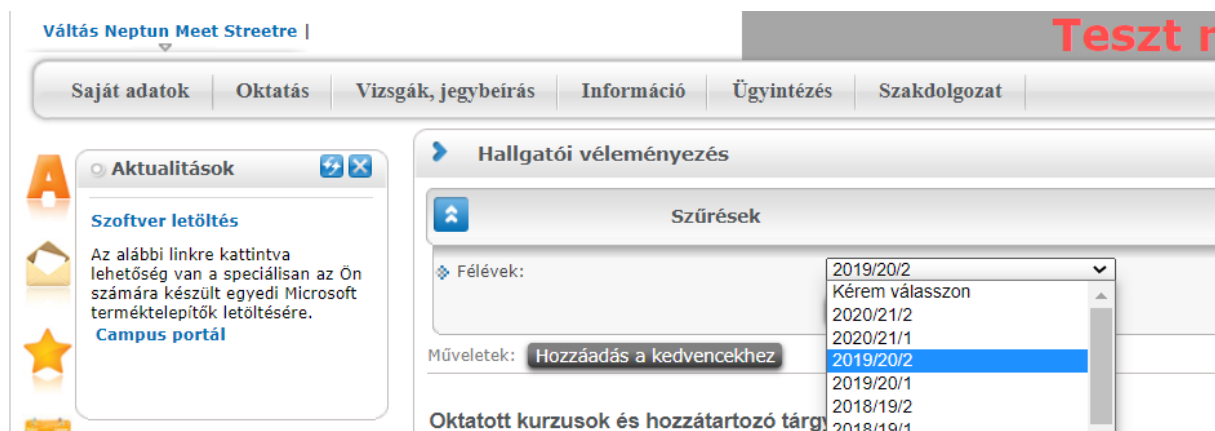 Váltás Neptun Meet Streetre |
Teszt
Saját adatok Oktatás Vizsgák, jegybeírás Információ Ügyintézés Szakdolgozat
Aktualitások
Szoftver letöltés
Az alábbi linkre kattintva
lehetőség van a speciálisan az Ön
számára készült egyedi Microsoft
terméktelepítők letöltésére.
Campus portál
Hallgatói véleményezés
Szűrések
Félévek:
2019/20/2
Kérem válasszon
2020/21/2
2020/21/1
2019/20/2
2019/20/1
2018/19/2
2018/19/1
Műveletek: Hozzáadás a kedvencekhez
Oktatott kurzusok és hozzátartozó